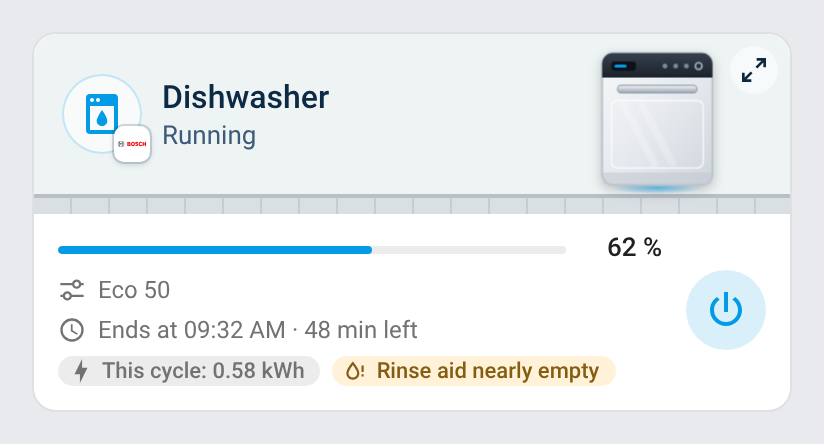 Dishwasher
Running
BOSCH
62 %
Eco 50
Ends at 09:32 AM · 48 min left
This cycle: 0.58 kWh
Rinse aid nearly empty